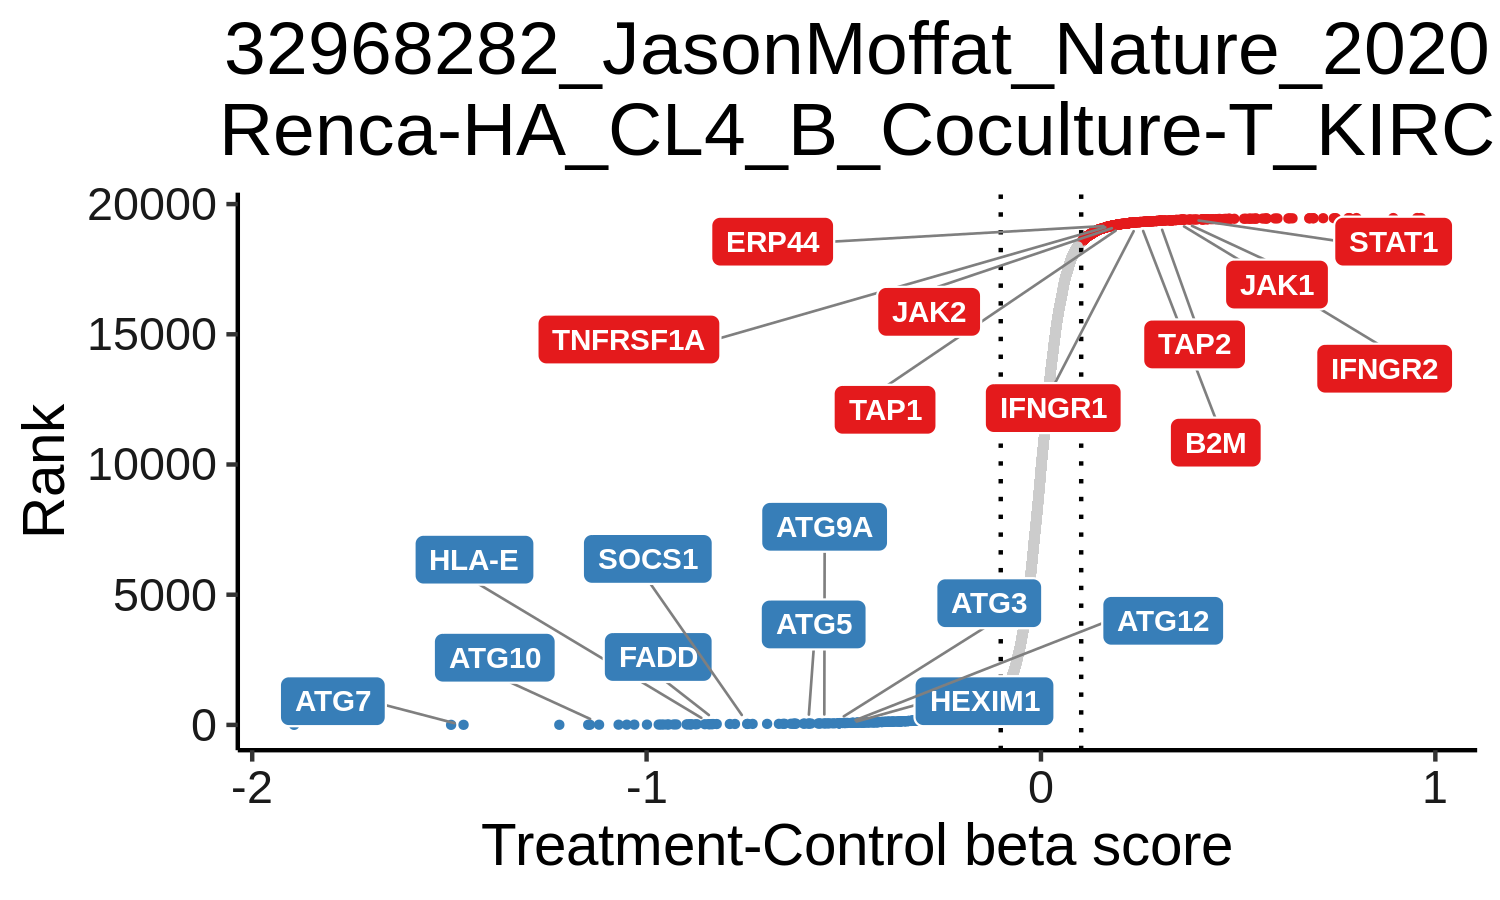 32968282_JasonMoffat_Nature_2020
Renca-HA_CL4_B_Coculture-T_KIRC
20000
15000
10000
5000
0
Rank
ERP44
STAT1
JAK1
JAK2
TNFRSF1A
TAP2
IFNGR2
TAP1
IFNGR1
B2M
ATG9A
HLA-E
SOCS1
ATG3
ATG5
ATG12
ATG10
FADD
ATG7
HEXIM1
-2
-1
0
1
Treatment-Control beta score